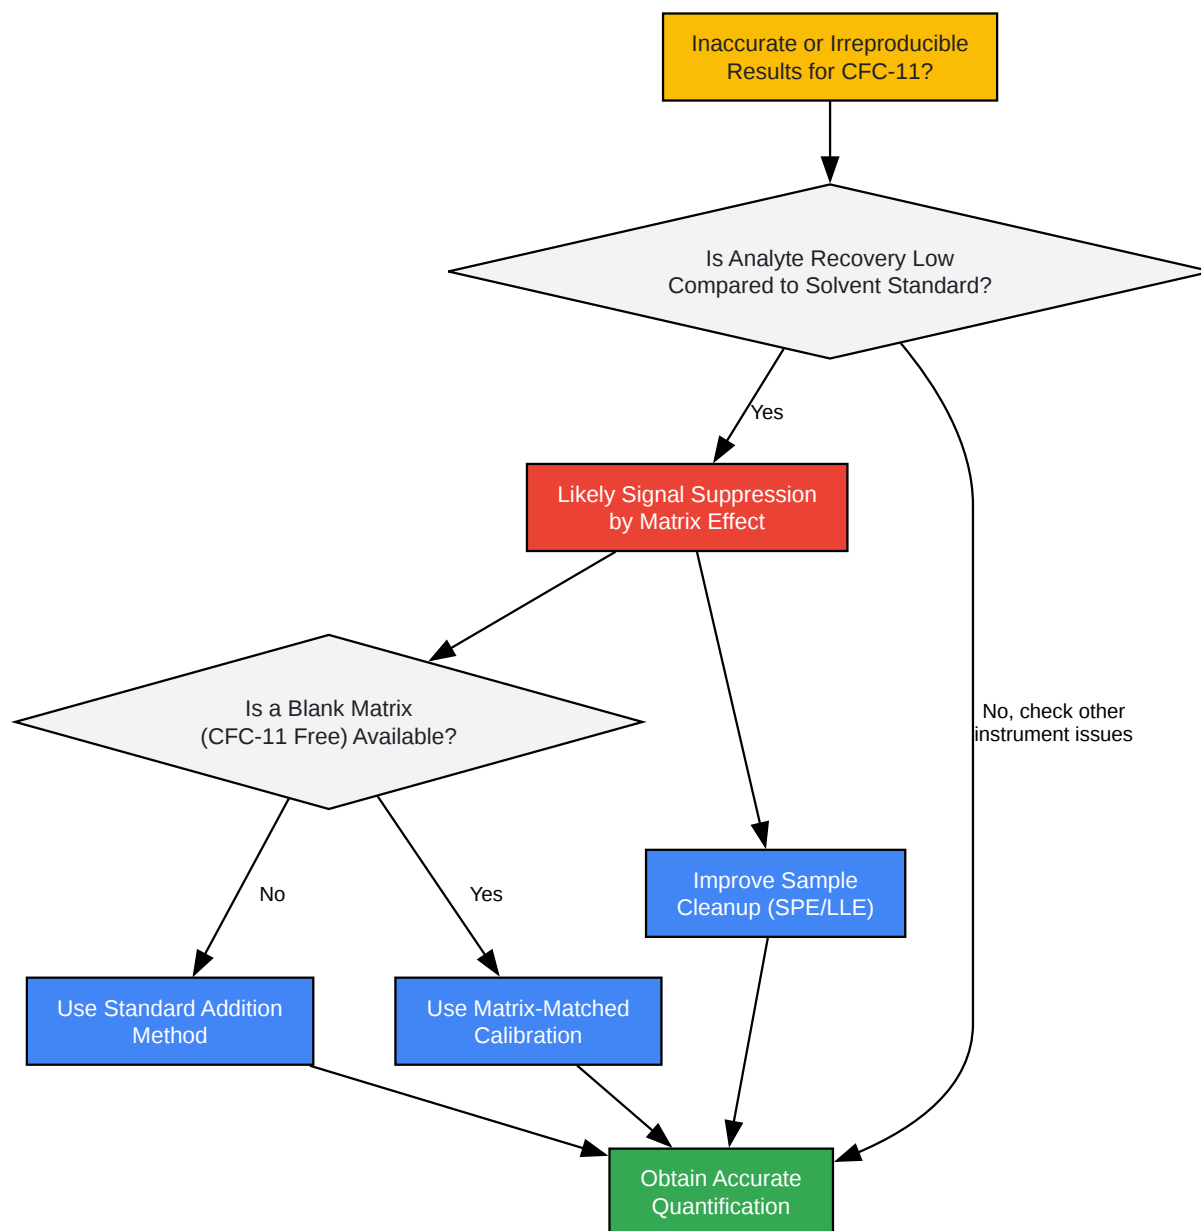 Inaccurate or Irreproducible
Results for CFC-11?
Is Analyte Recovery Low
Compared to Solvent Standard?
Yes
Likely Signal Suppression
by Matrix Effect
Is a Blank Matrix
(CFC-11 Free) Available?
No, check other
instrument issues
Improve Sample
Cleanup (SPE/LLE)
No
Yes
Use Standard Addition
Method
Use Matrix-Matched
Calibration
Obtain Accurate
Quantification